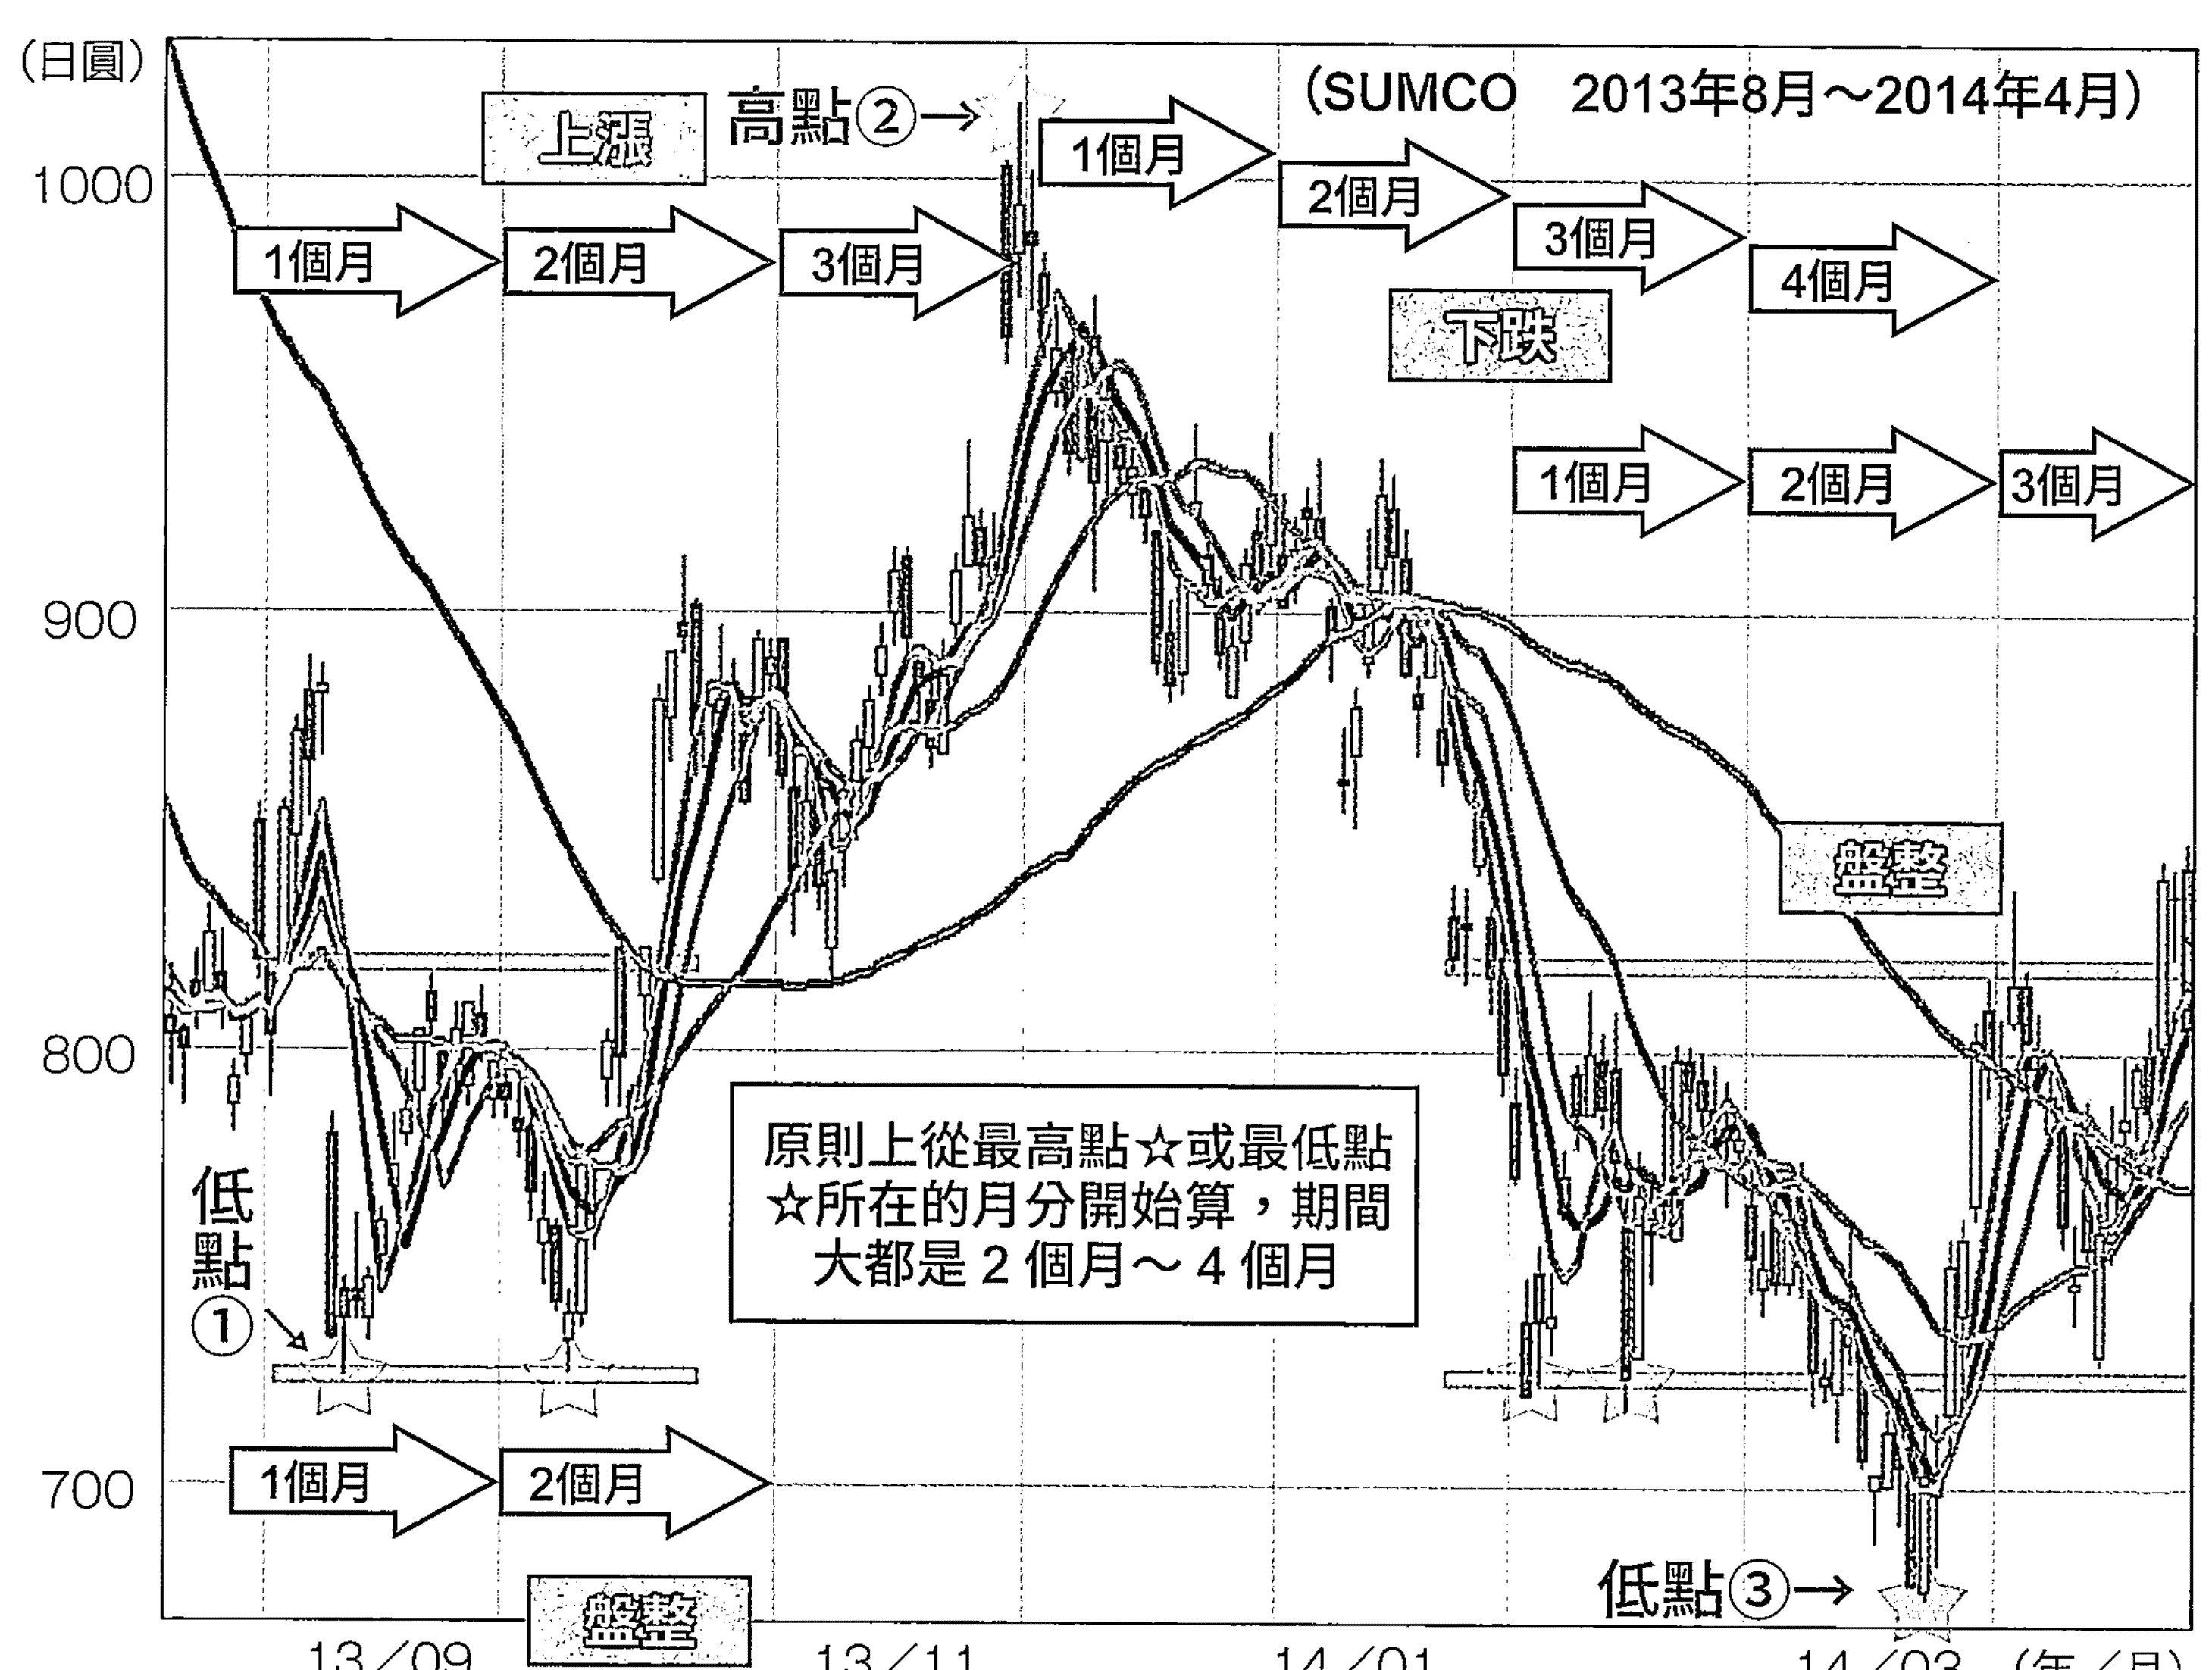 (日圓)
(SUMCO 2013年8月～2014年4月)
上漲
高點②→
1個月
2個月
3個月
4個月
1000
1個月
2個月
3個月
下跌
1個月
2個月
3個月
900
盤整
800
原則上從最高點☆或最低點
☆所在的月分開始算，期間
大都是2個月～4個月
低點①
700
1個月
2個月
低點③→
盤整
13／09
13／11
14／01
14／03
(年／月)